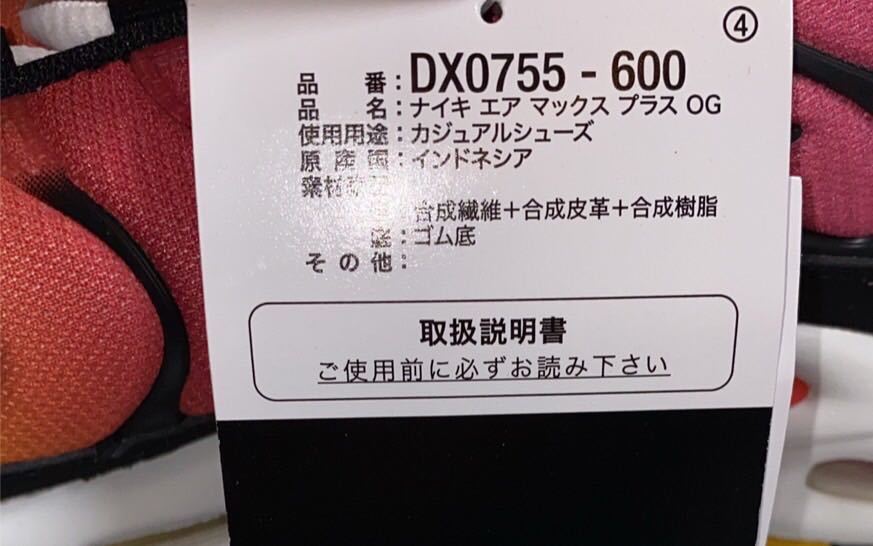 ④
品 番：DX0755 - 600
品 名：ナイキ エア マックス プラス OG
使用用途：カジュアルシューズ
原 産 国：インドネシア
素材
合成繊維＋合成皮革＋合成樹脂
底：ゴム底
その他：
取扱説明書
ご使用前に必ずお読み下さい